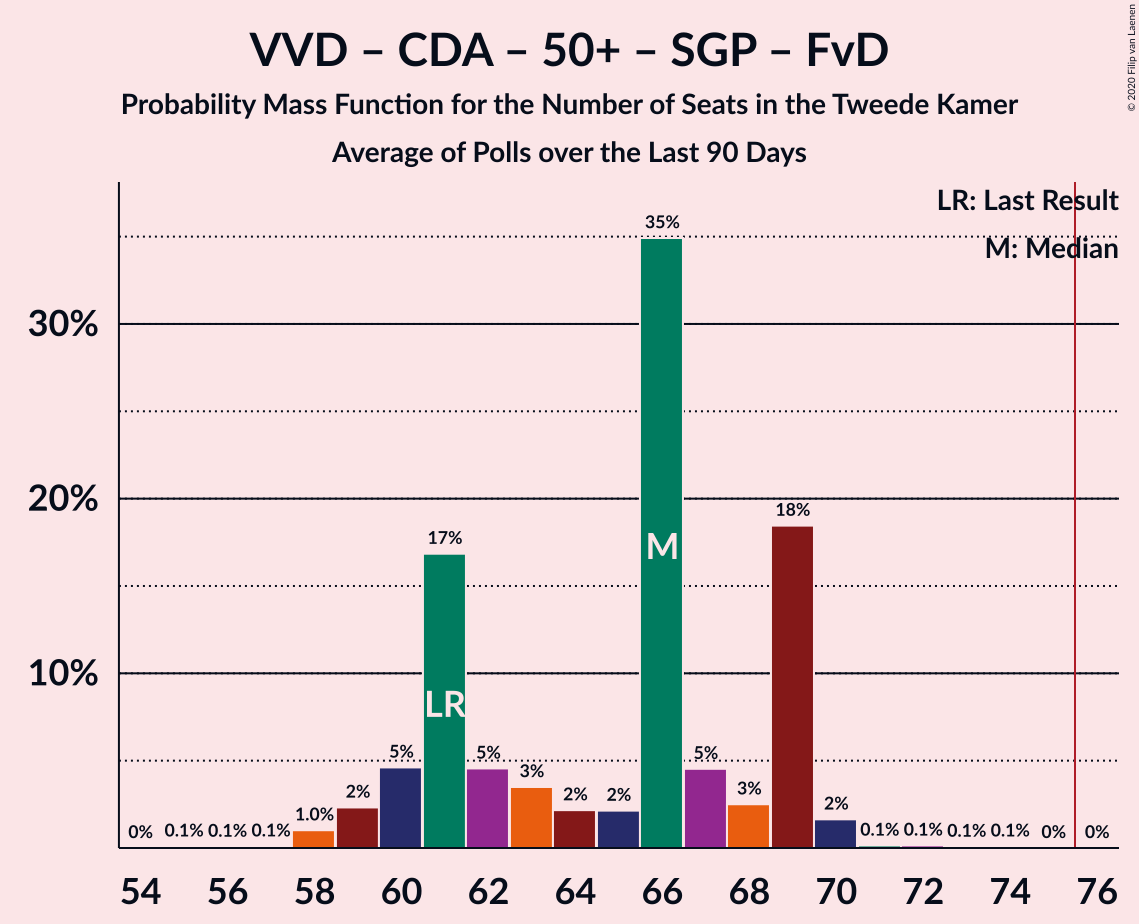 VVD – CDA – 50+ – SGP – FvD
Probability Mass Function for the Number of Seats in the Tweede Kamer
Average of Polls over the Last 90 Days
© 2020 Filip van Laenen
LR: Last Result
M: Median
30%
20%
10%
0% 0.1% 0.1% 0.1% 1.0% 2% 5% 17% 5% 3% 2% 2% 35% 5% 3% 18% 2% 0.1% 0.1% 0.1% 0.1% 0% 0%
LR
M
54 56 58 60 62 64 66 68 70 72 74 76